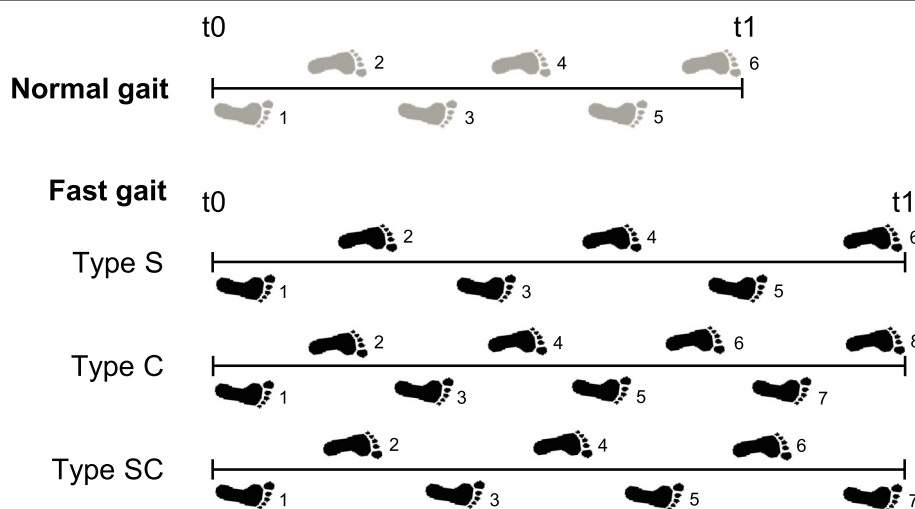 t0 t1
2 4 6
Normal gait
1 3 5
Fast gait
t0 t1
2 4 6
Type S
1 3 5
2 4 6 8
Type C
1 3 5 7
2 4 6
Type SC
1 3 5 7